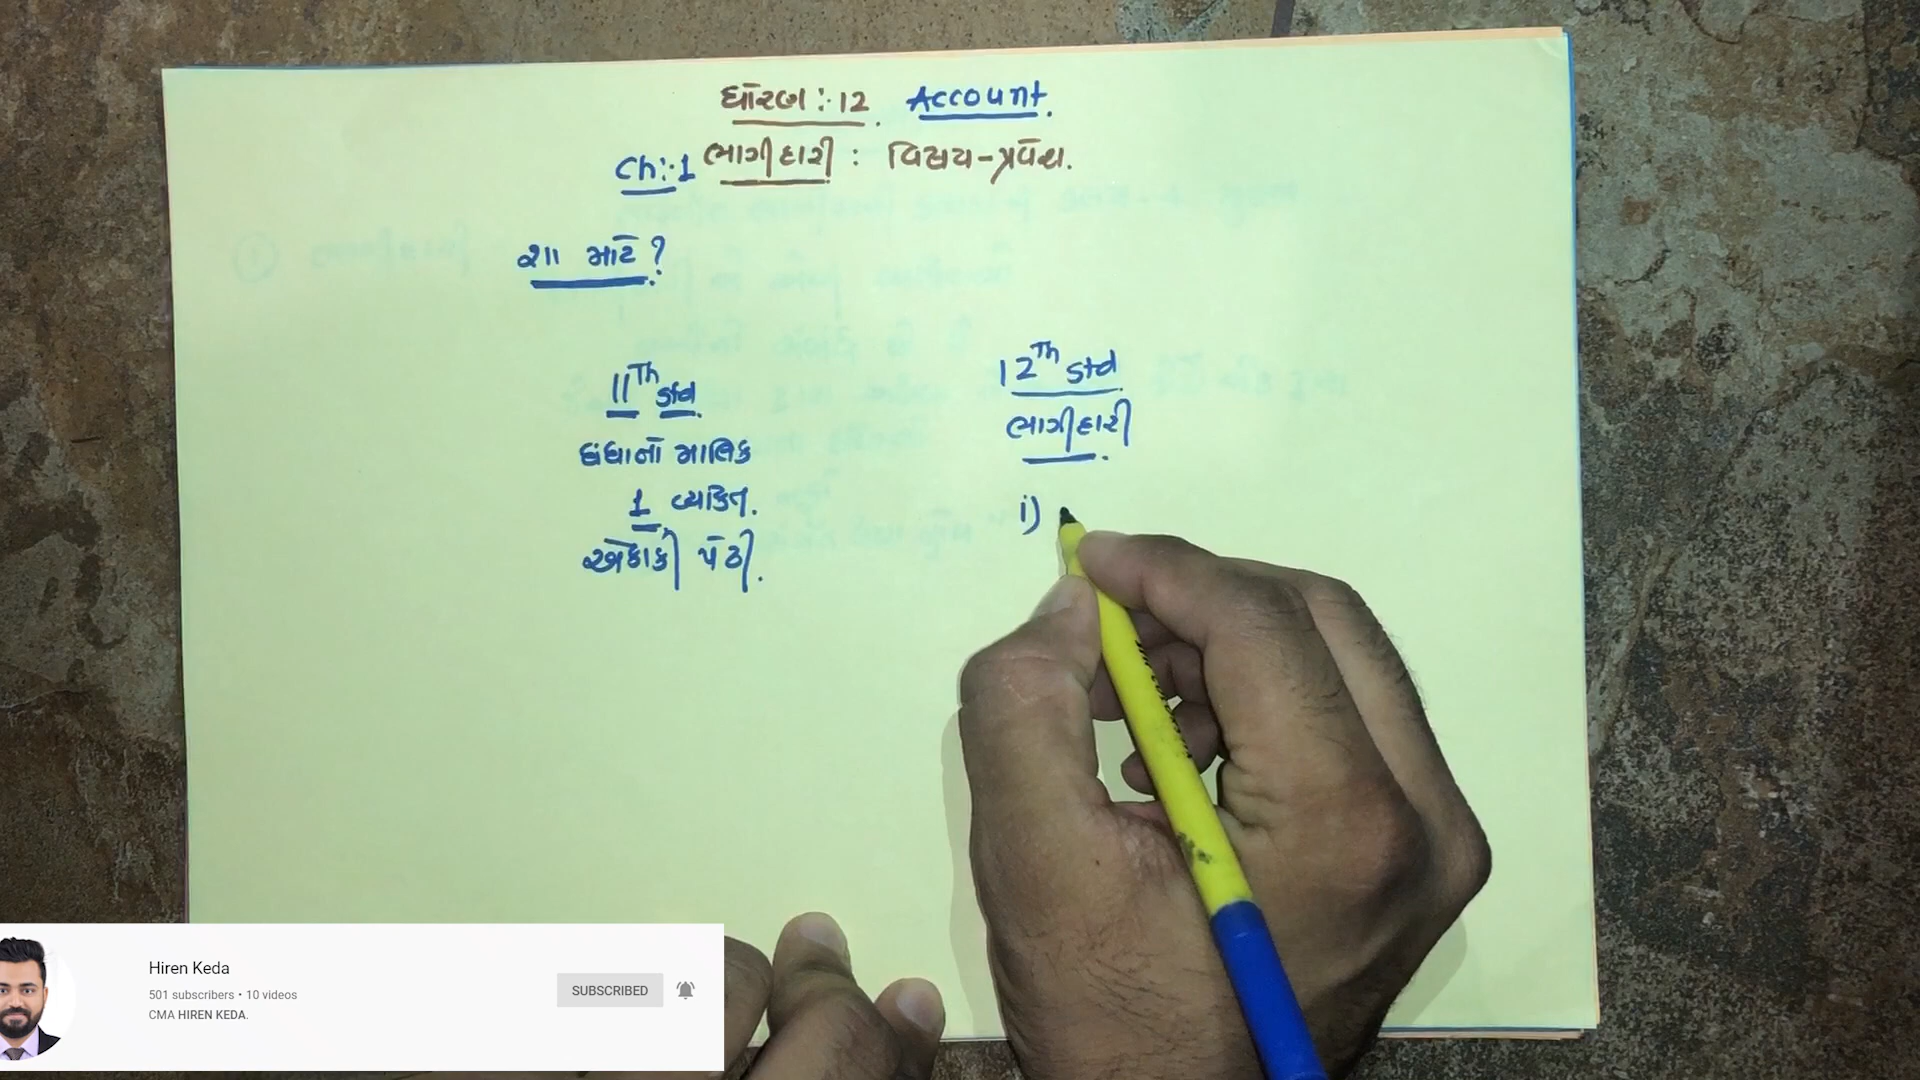 ધોરણ :- 12 Account.
Ch:-1 ભાગીદારી : વિષય-પ્રવેશ.
શા માટે ?
11Th std.
ધંધાનો માલિક
1 વ્યકિત.
એકાકી પેઢી.
12Th std
ભાગીદારી.
i)
Hiren Keda
501 subscribers • 10 videos
CMA HIREN KEDA.
SUBSCRIBED